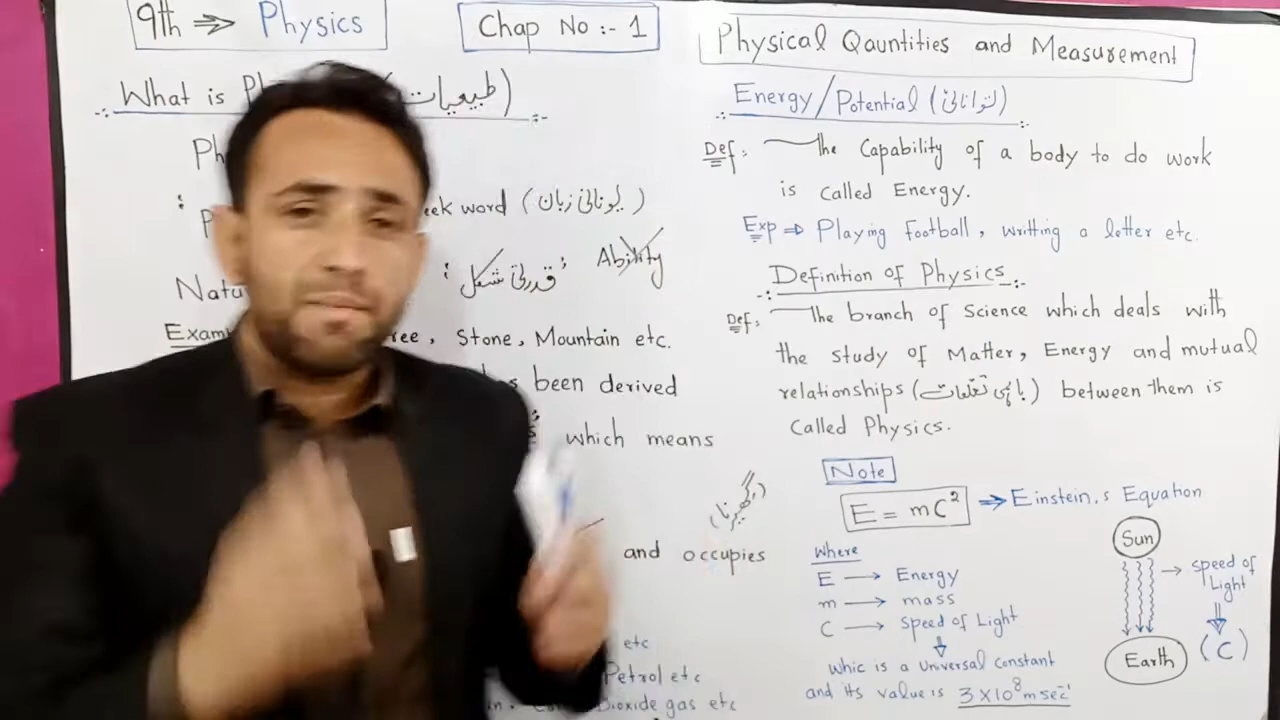 9th ⇒ Physics
Chap No :- 1
What is Ph (طبیعیات)
Ph
eek word (یونانی زبان)
Natu قدرتی شکل Ability
Exam ree, Stone, Mountain etc.
been derived
which means
and occupies
etc
Petrol etc
Dioxide gas etc
Physical Qauntities and Measurement
Energy/Potential (توانائی)
Def: The Capability of a body to do work
is called Energy.
Exp ⇒ Playing Football, writting a letter etc.
Definition of Physics
Def: The branch of Science which deals with
the study of Matter, Energy and mutual
relationships (باہمی تعلقات) between them is
called Physics.
Note
E = mC² ⇒ Einstein,s Equation
where
E → Energy
m → mass
C → Speed of Light
whic is a universal constant
and its value is 3×10⁸ m sec⁻¹
Sun
→ speed of
Light
Earth (C)